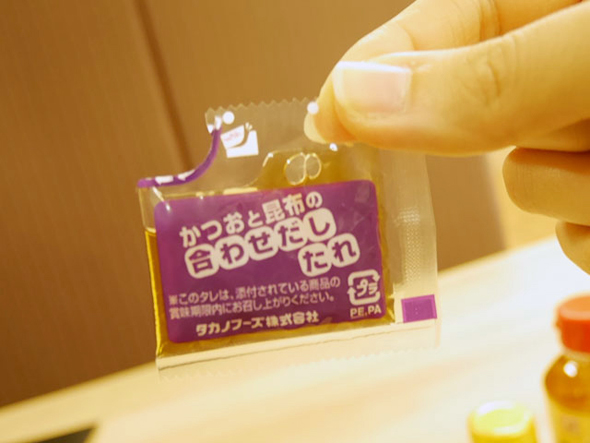 かつおと昆布の
合わせだし
たれ
※このタレは、添付されている商品の
賞味期限内にお召し上がりください。
タカノフーズ株式会社
プラ
PE,PA